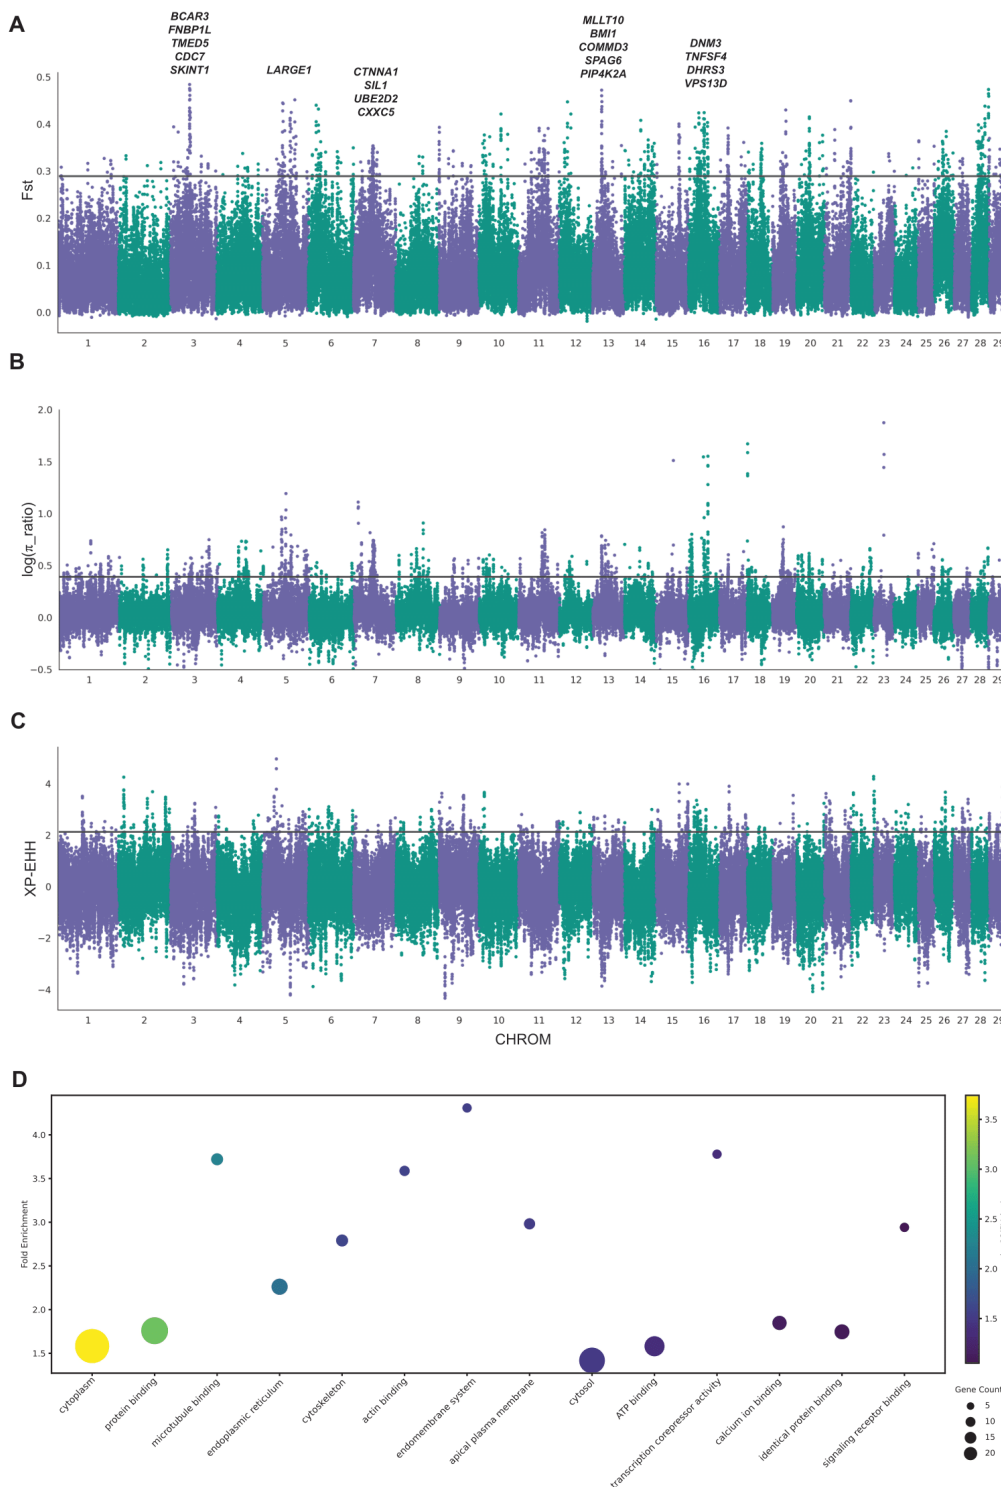 A
BCAR3
FNBP1L
TMED5
CDC7
SKINT1
LARGE1
CTNNA1
SIL1
UBE2D2
CXXC5
MLLT10
BMI1
COMMD3
SPAG6
PIP4K2A
DNM3
TNFSF4
DHRS3
VPS13D
0.5
0.4
0.3
0.2
0.1
0.0
Fst
1 2 3 4 5 6 7 8 9 10 11 12 13 14 15 16 17 18 19 20 21 22 23 24 25 26 27 28 29
B
2.0
1.5
1.0
0.5
0.0
−0.5
log(π_ratio)
1 2 3 4 5 6 7 8 9 10 11 12 13 14 15 16 17 18 19 20 21 22 23 24 25 26 27 28 29
C
4
2
0
−2
−4
XP-EHH
1 2 3 4 5 6 7 8 9 10 11 12 13 14 15 16 17 18 19 20 21 22 23 24 25 26 27 28 29
CHROM
D
4.0
3.5
3.0
2.5
2.0
1.5
Fold Enrichment
cytoplasm
protein binding
microtubule binding
endoplasmic reticulum
cytoskeleton
actin binding
endomembrane system
apical plasma membrane
cytosol
ATP binding
transcription corepressor activity
calcium ion binding
identical protein binding
signaling receptor binding
3.5
3.0
2.5
2.0
1.5
Gene Count
5
10
15
20